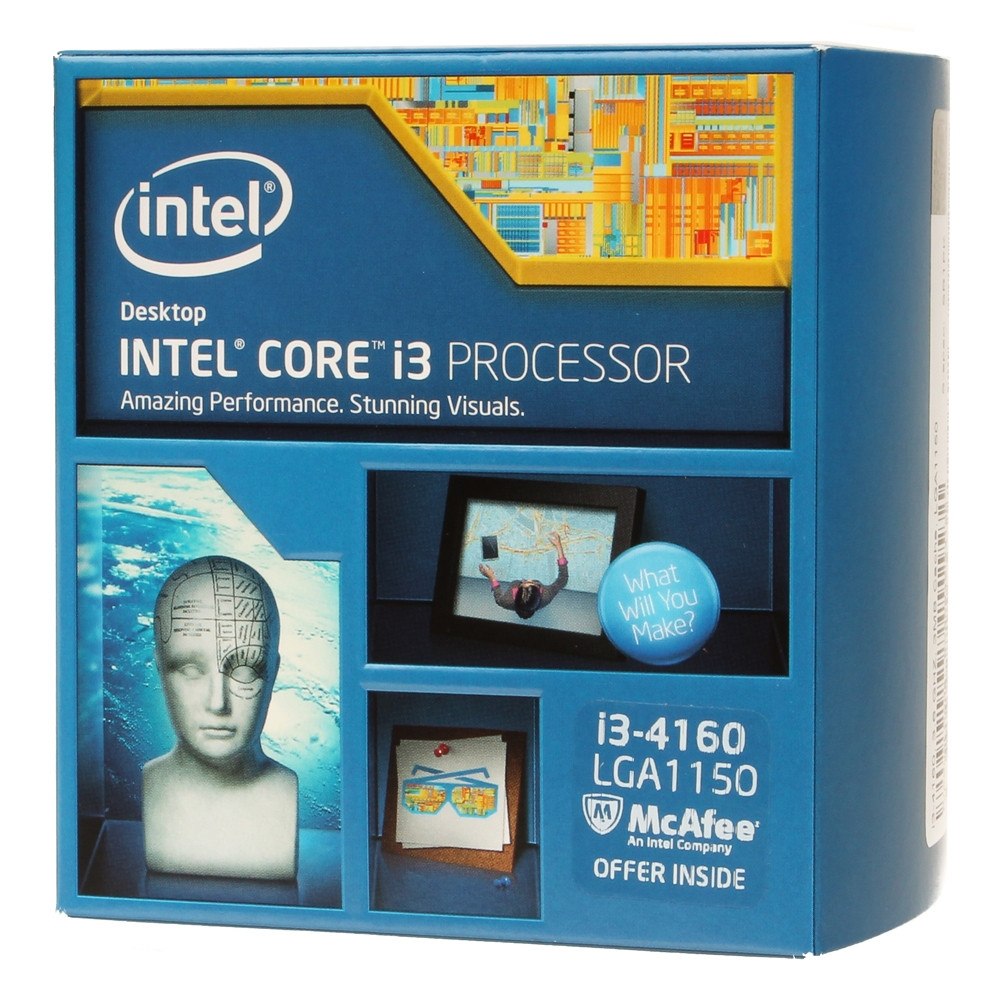 intel®
Desktop
INTEL® CORE™ i3 PROCESSOR
Amazing Performance. Stunning Visuals.
What
Will You
Make?
i3-4160
LGA1150
McAfee
An Intel Company
OFFER INSIDE